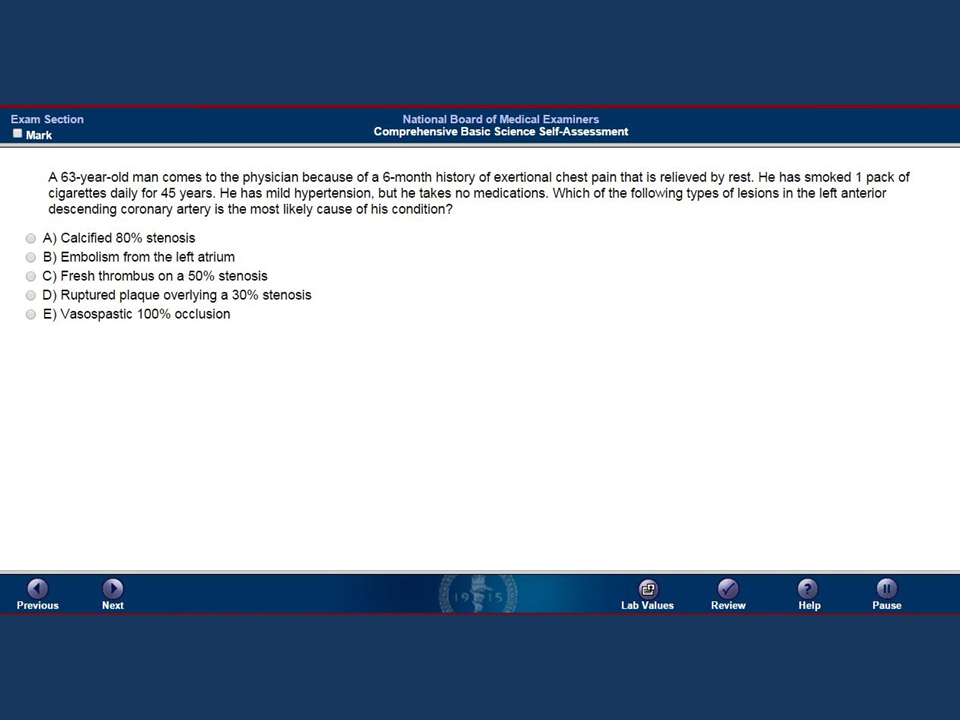 Exam Section
Mark
National Board of Medical Examiners
Comprehensive Basic Science Self-Assessment
A 63-year-old man comes to the physician because of a 6-month history of exertional chest pain that is relieved by rest. He has smoked 1 pack of
cigarettes daily for 45 years. He has mild hypertension, but he takes no medications. Which of the following types of lesions in the left anterior
descending coronary artery is the most likely cause of his condition?
A) Calcified 80% stenosis
B) Embolism from the left atrium
C) Fresh thrombus on a 50% stenosis
D) Ruptured plaque overlying a 30% stenosis
E) Vasospastic 100% occlusion
1915
Previous
Next
Lab Values
Review
Help
Pause